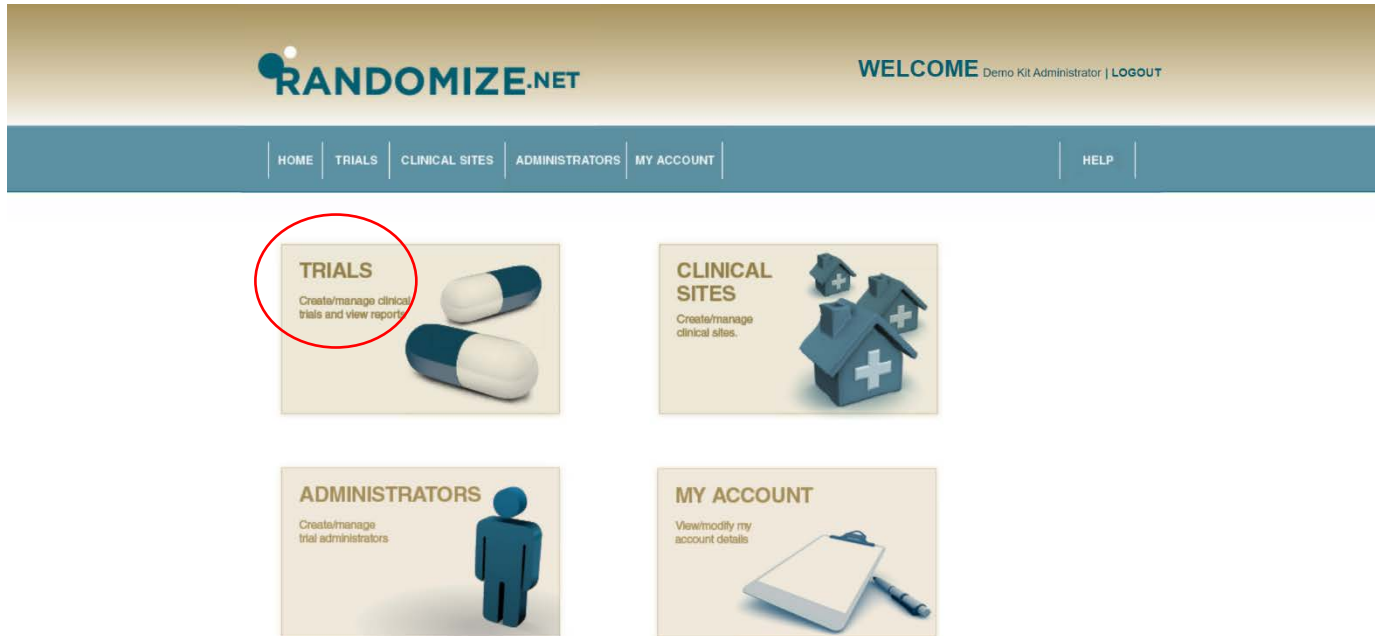 RANDOMIZE.NET
WELCOME Demo Kit Administrator | LOGOUT
HOME TRIALS CLINICAL SITES ADMINISTRATORS MY ACCOUNT HELP
TRIALS
Create/manage clinical
trials and view reports
CLINICAL
SITES
Create/manage
clinical sites.
ADMINISTRATORS
Create/manage
trial administrators
MY ACCOUNT
View/modify my
account details